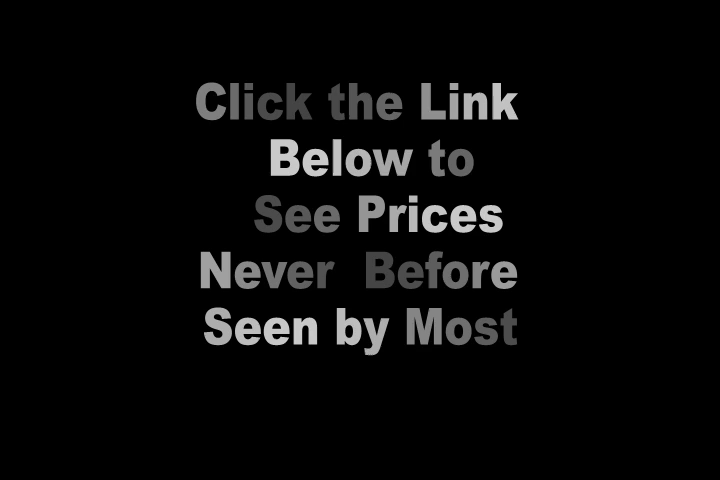 Click the Link
Below to
See Prices
Never Before
Seen by Most